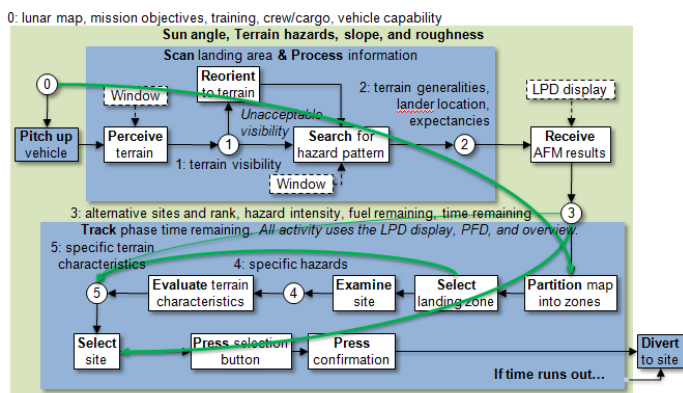 0: lunar map, mission objectives, training, crew/cargo, vehicle capability
Sun angle, Terrain hazards, slope, and roughness
Scan landing area & Process information
0
Reorient
to terrain
2: terrain generalities,
lander location,
expectancies
LPD display
Window
Unacceptable
visibility
Pitch up
vehicle
Perceive
terrain
1
Search for
hazard pattern
2
Receive
AFM results
1: terrain visibility
Window
3: alternative sites and rank, hazard intensity, fuel remaining, time remaining
3
Track phase time remaining. All activity uses the LPD display, PFD, and overview.
5: specific terrain
characteristics
4: specific hazards
5
Evaluate terrain
characteristics
4
Examine
site
Select
landing zone
Partition map
into zones
Select
site
Press selection
button
Press
confirmation
Divert
to site
If time runs out…